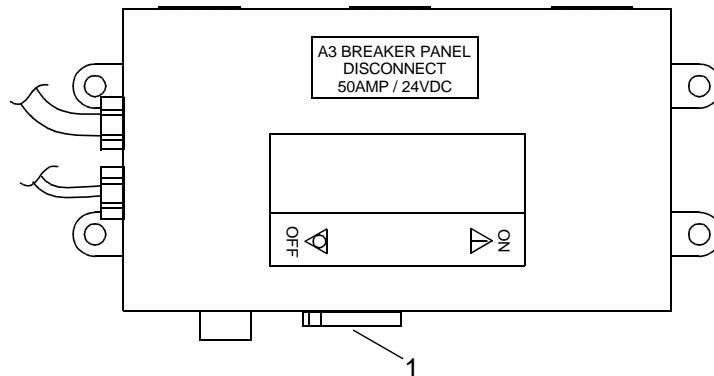 A3 BREAKER PANEL
DISCONNECT
50AMP / 24VDC
OFF
ON
1